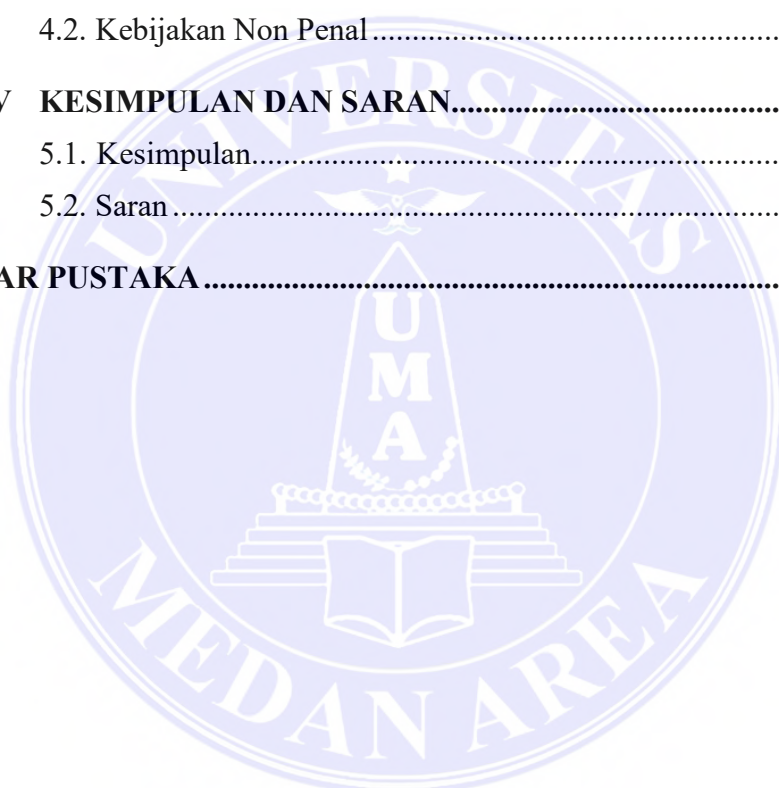 4.2. Kebijakan Non Penal................................................
V KESIMPULAN DAN SARAN........................................
5.1. Kesimpulan................................................................
5.2. Saran..........................................................................
AR PUSTAKA......................................................................
UNIVERSITAS
UMA
MEDAN AREA